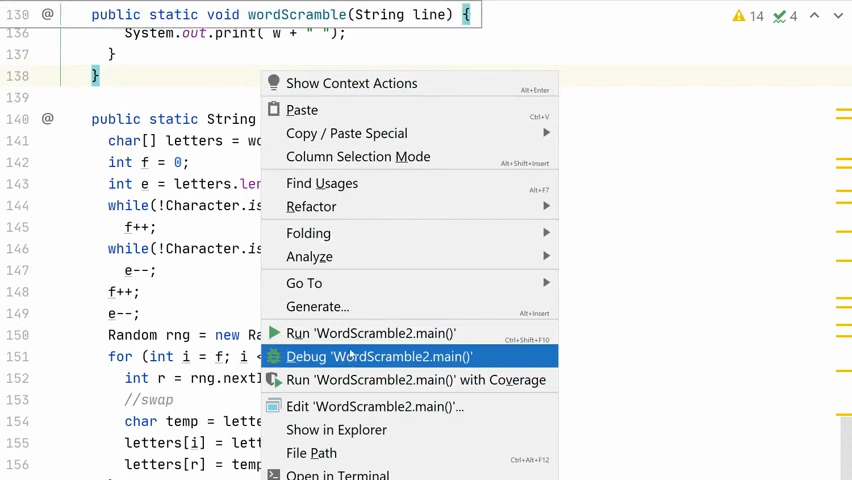 130 @ public static void wordScramble(String line) { 14 4
136 System.out.print( w + " ");
137 }
138 }
139
140 @ public static String
141 char[] letters = wo
142 int f = 0;
143 int e = letters.len
144 while(!Character.is
145 f++;
146 while(!Character.is
147 e--;
148 f++;
149 e--;
150 Random rng = new Ra
151 for (int i = f; i <
152 int r = rng.nextI
153 //swap
154 char temp = lette
155 letters[i] = lett
156 letters[r] = temp
Show Context Actions Alt+Enter
Paste Ctrl+V
Copy / Paste Special
Column Selection Mode Alt+Shift+Insert
Find Usages Alt+F7
Refactor
Folding
Analyze
Go To
Generate... Alt+Insert
Run 'WordScramble2.main()' Ctrl+Shift+F10
Debug 'WordScramble2.main()'
Run 'WordScramble2.main()' with Coverage
Edit 'WordScramble2.main()'...
Show in Explorer
File Path Ctrl+Alt+F12
Open in Terminal